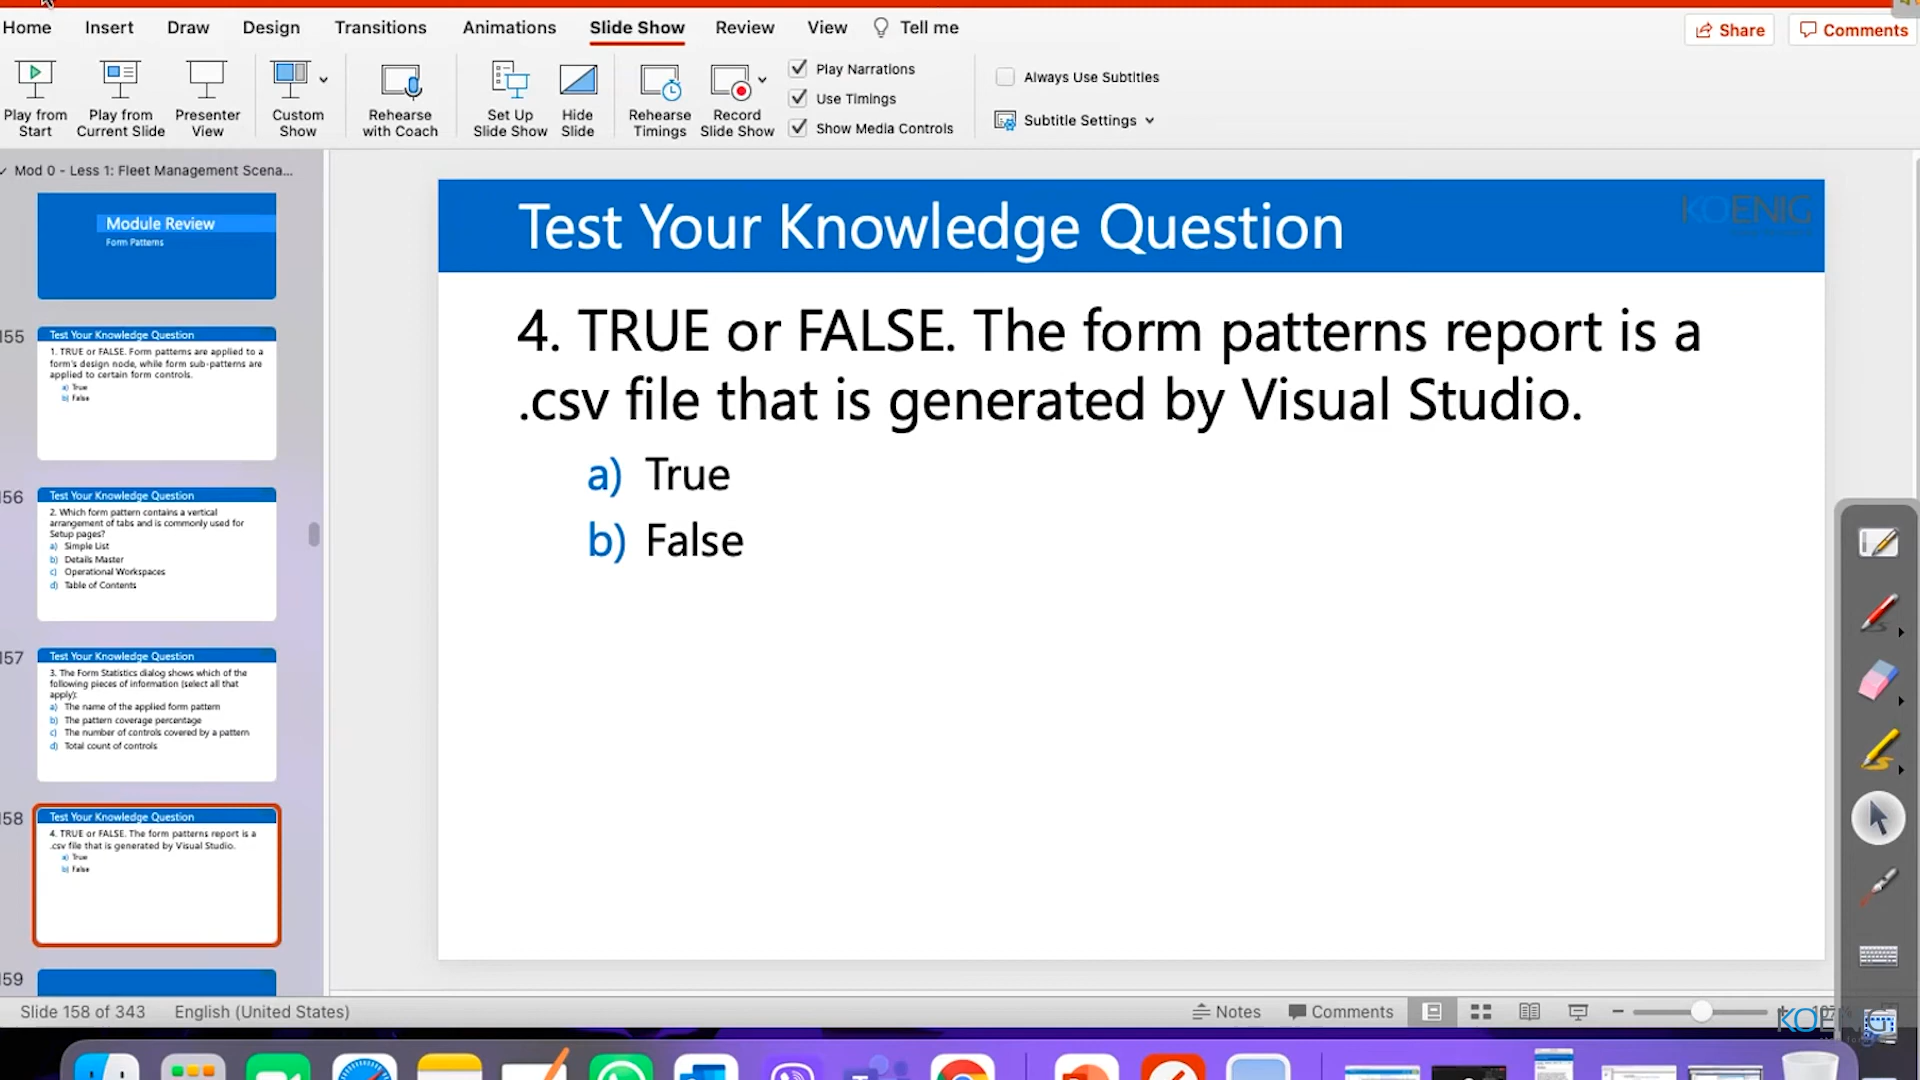 Home Insert Draw Design Transitions Animations Slide Show Review View Tell me Share Comments
Play from Start
Play from Current Slide
Presenter View
Custom Show
Rehearse with Coach
Set Up Slide Show
Hide Slide
Rehearse Timings
Record Slide Show
Play Narrations
Use Timings
Show Media Controls
Always Use Subtitles
Subtitle Settings
Mod 0 - Less 1: Fleet Management Scena...
Module Review
Form Patterns
155
Test Your Knowledge Question
1. TRUE or FALSE. Form patterns are applied to a
form's design node, while form sub-patterns are
applied to certain form controls.
a) True
b) False
156
Test Your Knowledge Question
2. Which form pattern contains a vertical
arrangement of tabs and is commonly used for
Setup pages?
a) Simple List
b) Details Master
c) Operational Workspaces
d) Table of Contents
157
Test Your Knowledge Question
3. The Form Statistics dialog shows which of the
following pieces of information (select all that
apply):
a) The name of the applied form pattern
b) The pattern coverage percentage
c) The number of controls covered by a pattern
d) Total count of controls
158
Test Your Knowledge Question
4. TRUE or FALSE. The form patterns report is a
.csv file that is generated by Visual Studio.
a) True
b) False
159
Test Your Knowledge Question
KOENIG
4. TRUE or FALSE. The form patterns report is a
.csv file that is generated by Visual Studio.
a) True
b) False
Slide 158 of 343 English (United States) Notes Comments
KOENIG